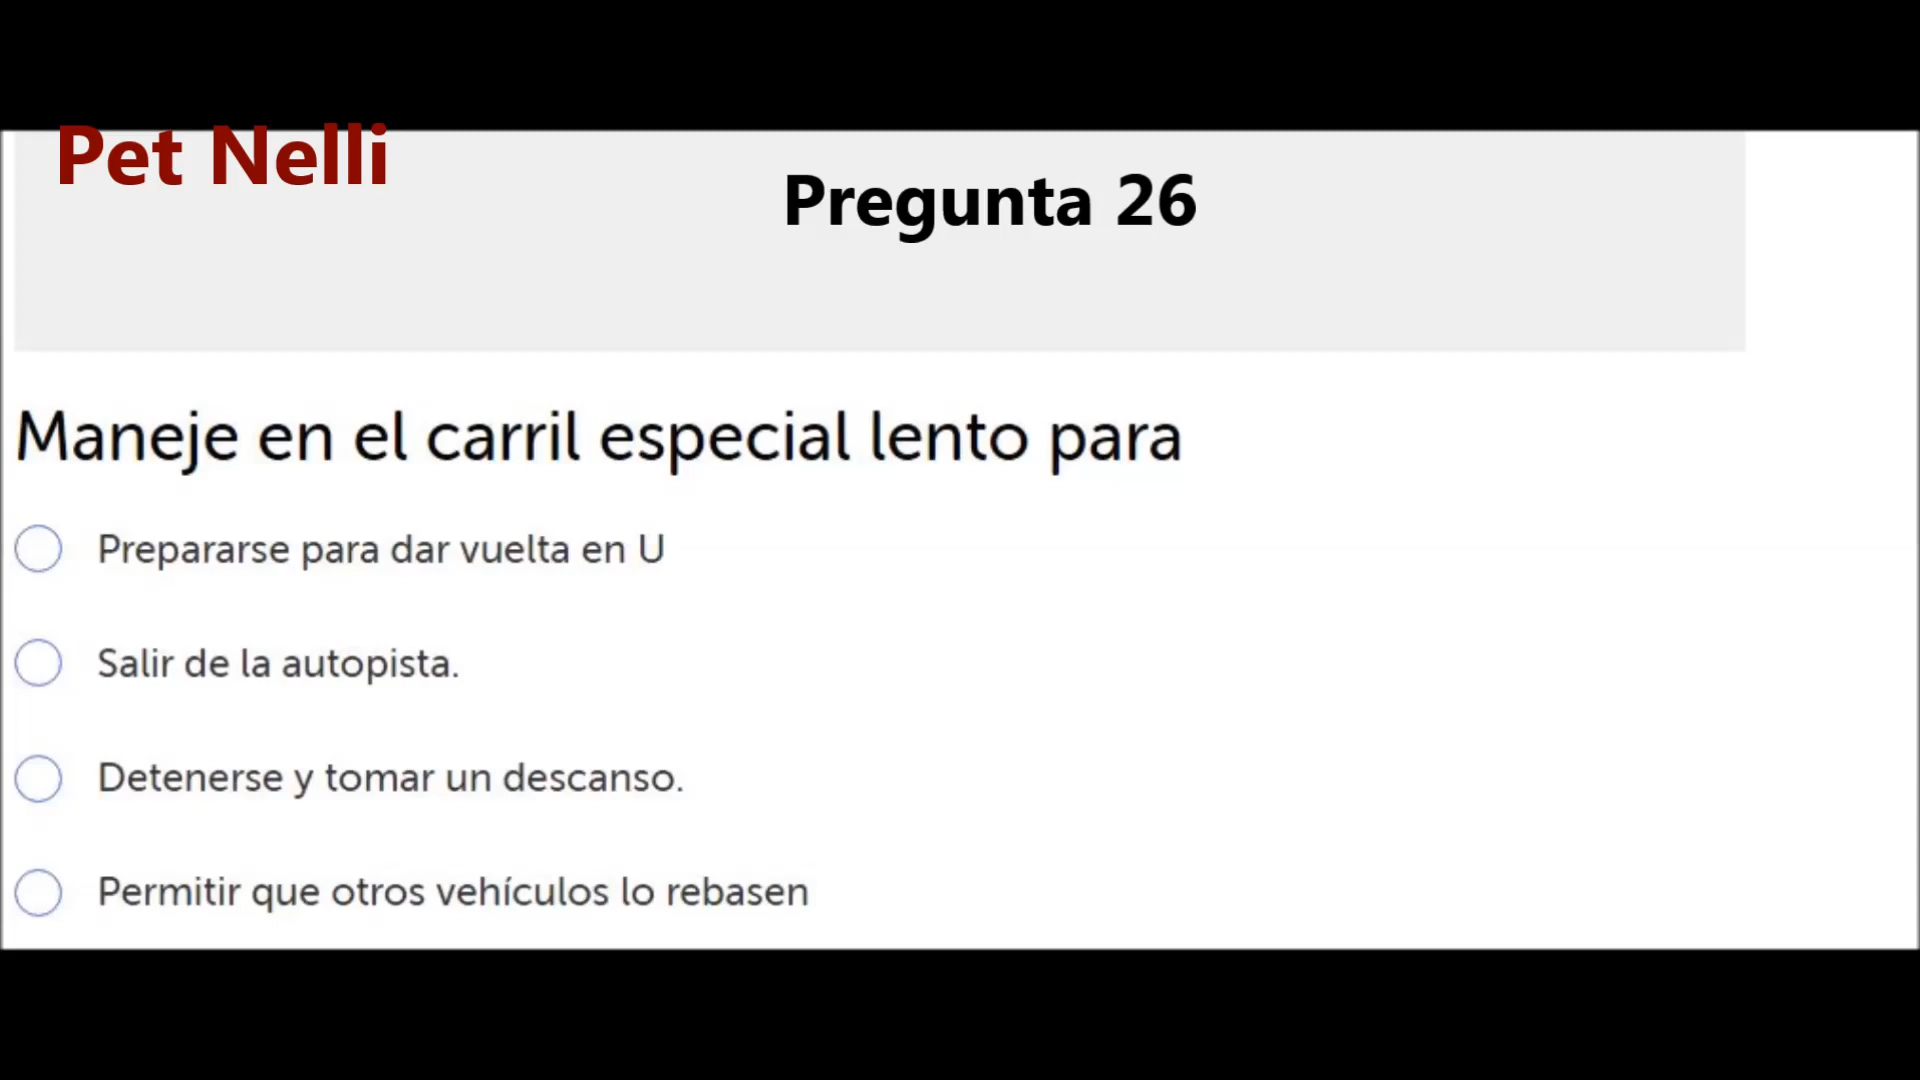 Pet Nelli
Pregunta 26
Maneje en el carril especial lento para
Prepararse para dar vuelta en U
Salir de la autopista.
Detenerse y tomar un descanso.
Permitir que otros vehículos lo rebasen